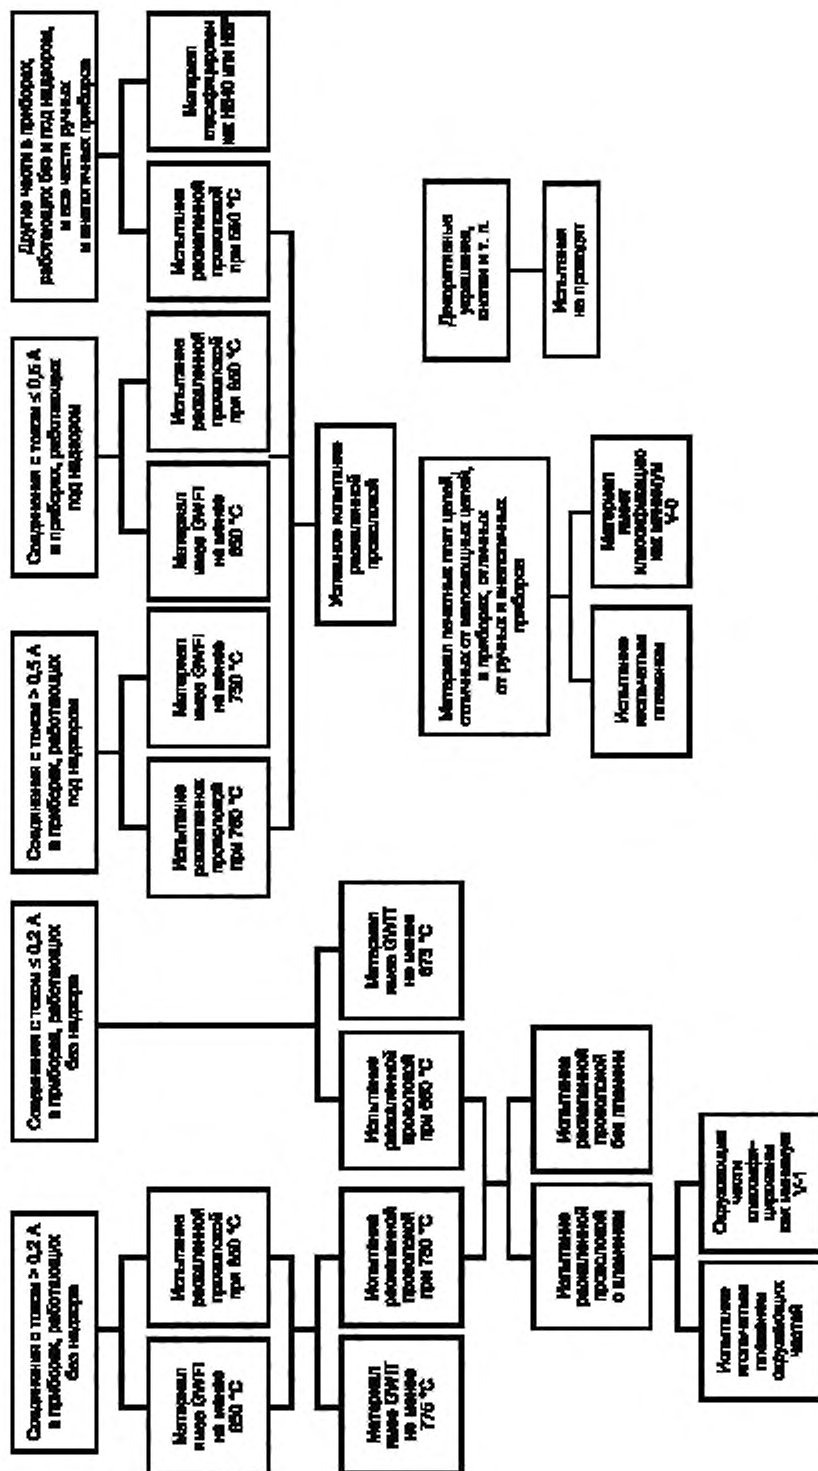 Соединения с током > 0,2 А
в приборах, работающих
без надзора
Соединения с током ≤ 0,2 А
в приборах, работающих
без надзора
Соединения с током > 0,5 А
в приборах, работающих
под надзором
Соединения с током ≤ 0,5 А
в приборах, работающих
под надзором
Другие части в приборах,
работающих без и под надзором,
и все части ручных
и аналогичных приборов
Материал
имеет GWFI
не менее
850 °С
Испытание
раскаленной
проволокой
при 850 °С
Испытание
раскаленной
проволокой
при 750 °С
Материал
имеет GWFI
не менее
750 °С
Материал
имеет GWFI
не менее
650 °С
Испытание
раскаленной
проволокой
при 650 °С
Испытание
раскаленной
проволокой
при 550 °С
Материал
классифицирован
как HB40 или HBF
Материал
имеет GWIT
не менее
775 °С
Испытание
раскаленной
проволокой
при 750 °С
Испытание
раскаленной
проволокой
при 650 °С
Материал
имеет GWIT
не менее
675 °С
Успешное испытание
раскаленной
проволокой
Испытание
раскаленной
проволокой
с пламенем
Испытание
раскаленной
проволокой
без пламени
Материал печатных плат цепей,
отличных от маломощных цепей,
в приборах, отличных
от ручных и аналогичных
приборов
Декоративные
украшения,
кнопки и т. п.
Испытание
игольчатым
пламенем
окружающих
частей
Окружающие
части
классифи-
цированы
как минимум
V-1
Испытание
игольчатым
пламенем
Материал
имеет
классификацию
как минимум
V-0
Испытания
не проводят